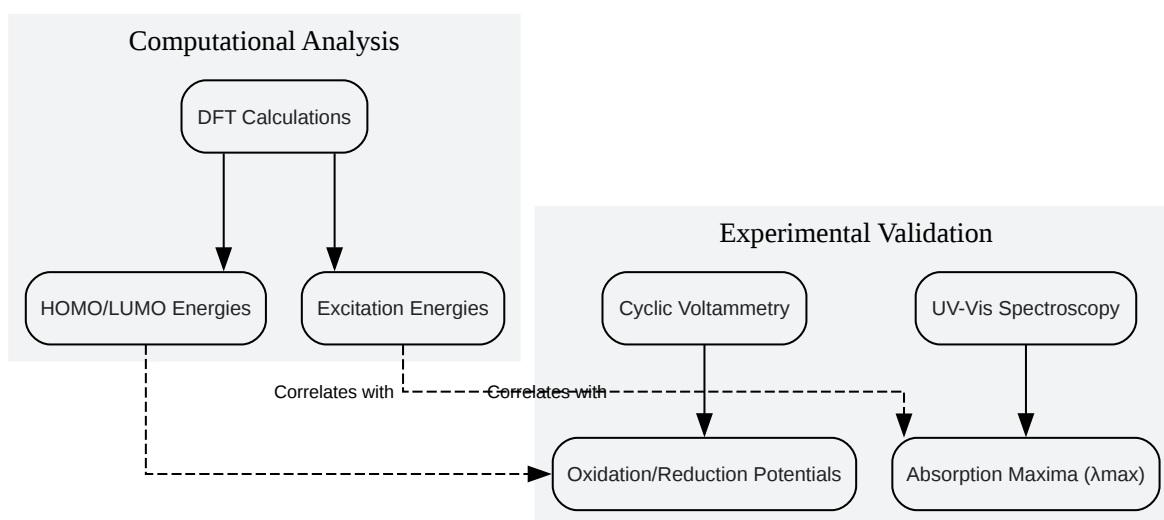 Computational Analysis
DFT Calculations
Experimental Validation
HOMO/LUMO Energies
Excitation Energies
Cyclic Voltammetry
UV-Vis Spectroscopy
Correlates with
Correlates with
Oxidation/Reduction Potentials
Absorption Maxima (λmax)